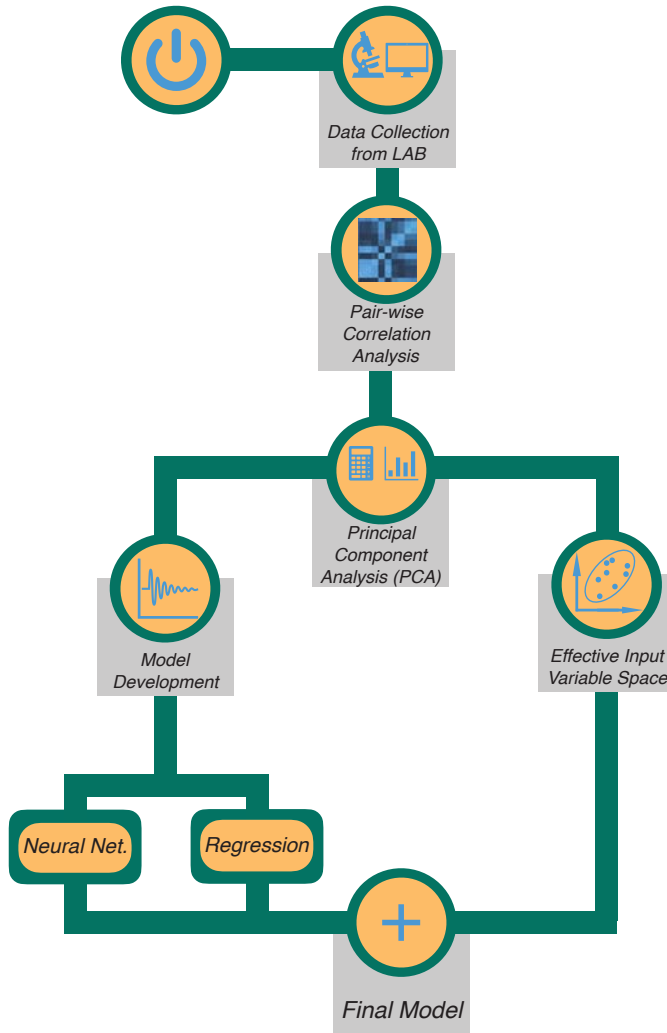 Data Collection
from LAB
Pair-wise
Correlation
Analysis
Principal
Component
Analysis (PCA)
Model
Development
Effective Input
Variable Space
Neural Net.
Regression
Final Model